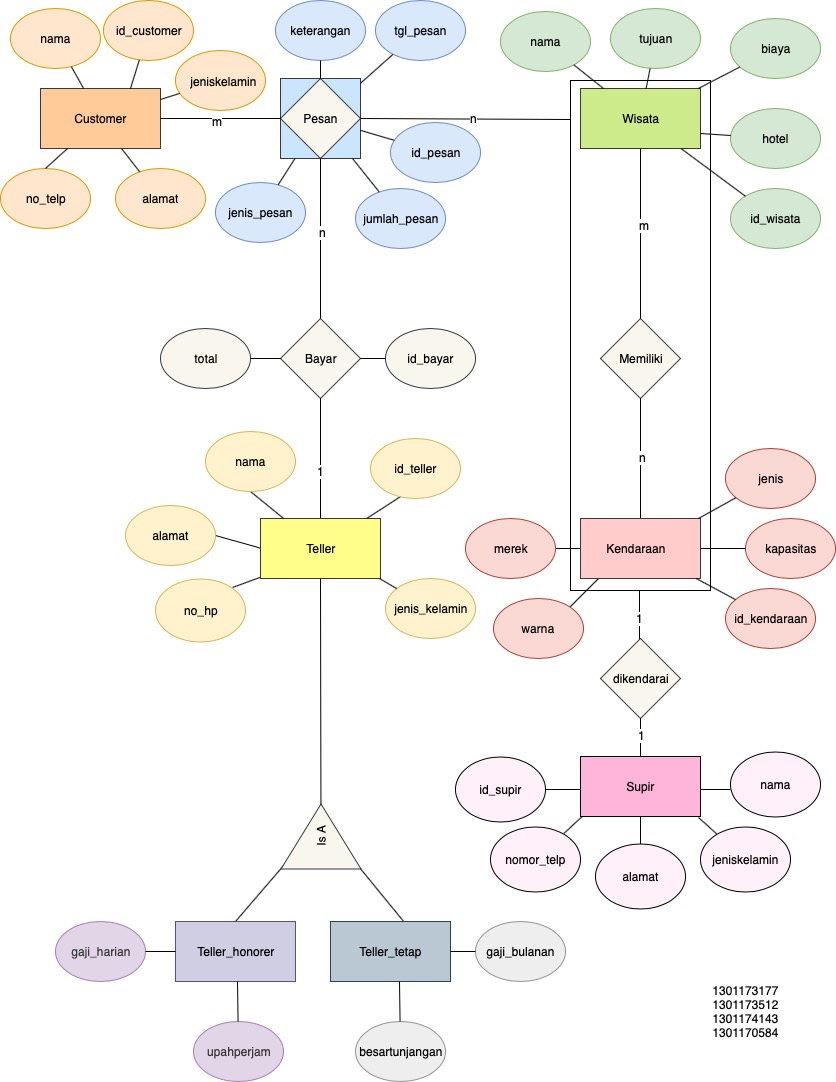 nama
id_customer
jeniskelamin
Customer
no_telp
alamat
m
keterangan
tgl_pesan
Pesan
id_pesan
jenis_pesan
jumlah_pesan
n
n
nama
tujuan
biaya
Wisata
hotel
id_wisata
m
Memiliki
n
total
Bayar
id_bayar
1
nama
id_teller
alamat
Teller
no_hp
jenis_kelamin
jenis
merek
Kendaraan
kapasitas
warna
id_kendaraan
1
dikendarai
1
id_supir
Supir
nama
nomor_telp
alamat
jeniskelamin
Is A
gaji_harian
Teller_honorer
Teller_tetap
gaji_bulanan
upahperjam
besartunjangan
1301173177
1301173512
1301174143
1301170584